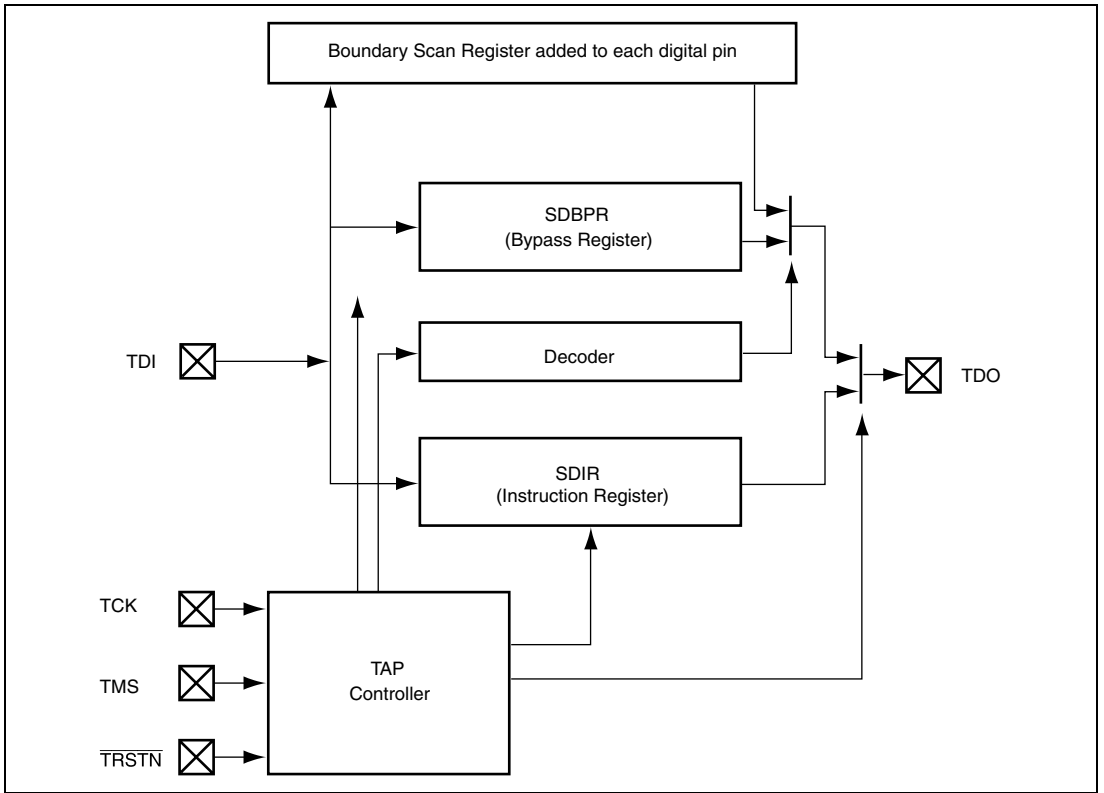 Boundary Scan Register added to each digital pin
SDBPR
(Bypass Register)
TDI
Decoder
TDO
SDIR
(Instruction Register)
TCK
TMS
TRSTN
TAP
Controller